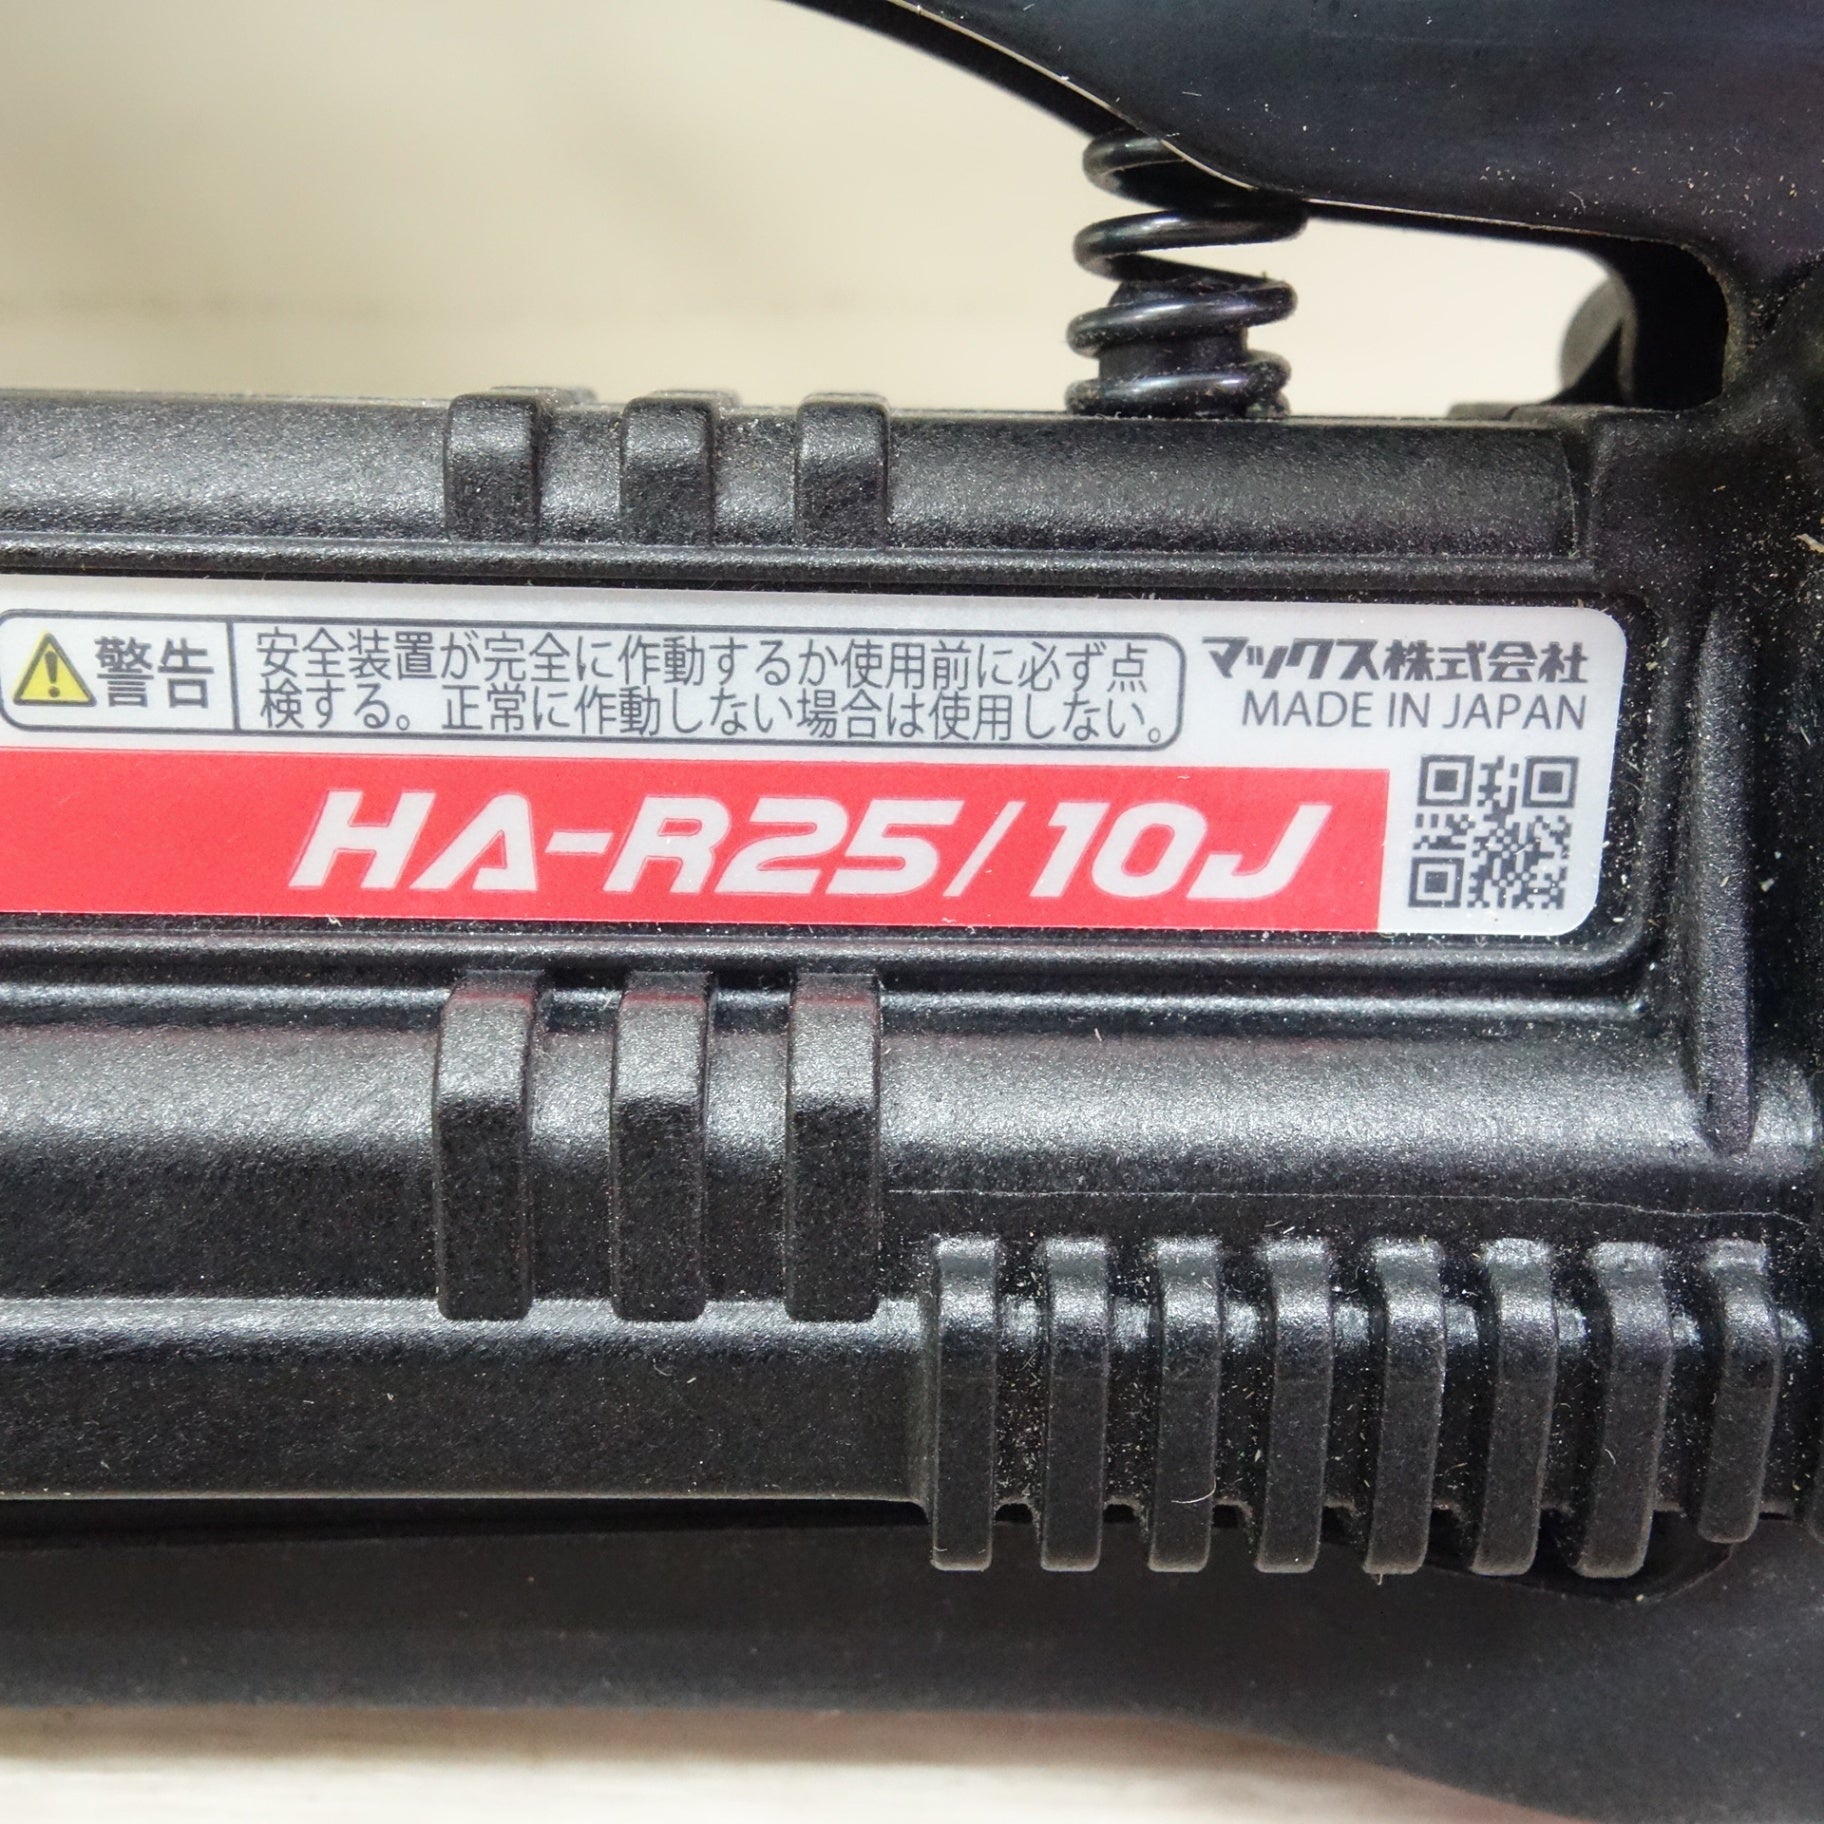 警告
安全装置が完全に作動するか使用前に必ず点
検する。正常に作動しない場合は使用しない。
マックス株式会社
MADE IN JAPAN
HA-R25/10J